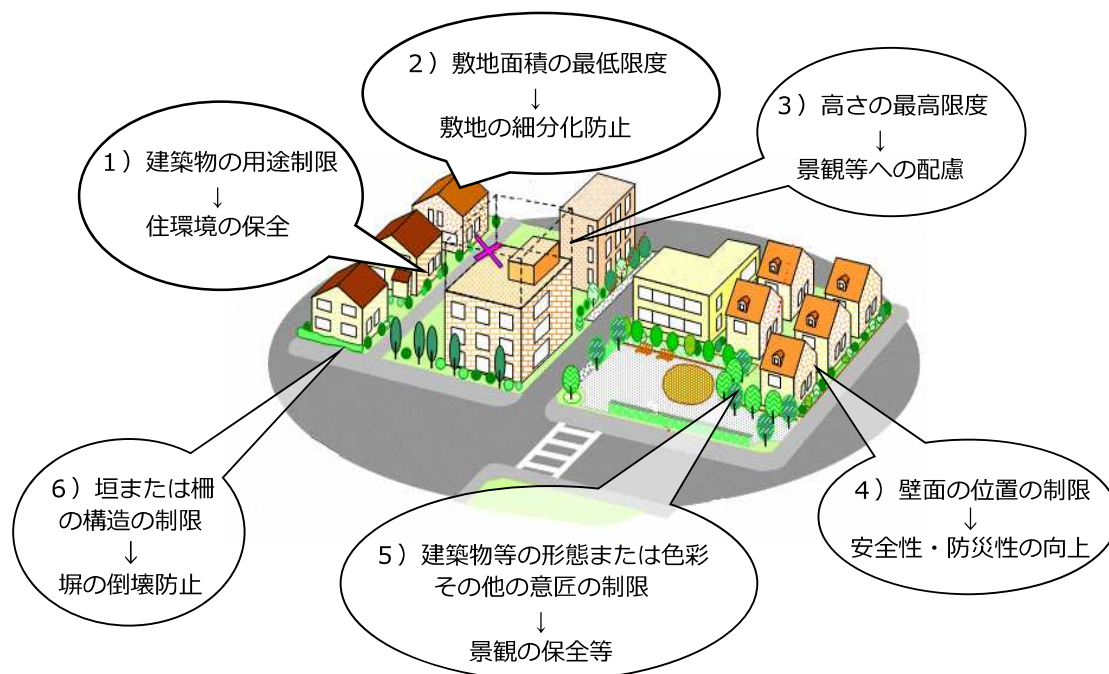 1）建築物の用途制限
↓
住環境の保全
2）敷地面積の最低限度
↓
敷地の細分化防止
3）高さの最高限度
↓
景観等への配慮
4）壁面の位置の制限
↓
安全性・防災性の向上
5）建築物等の形態または色彩
その他の意匠の制限
↓
景観の保全等
6）垣または柵
の構造の制限
↓
塀の倒壊防止